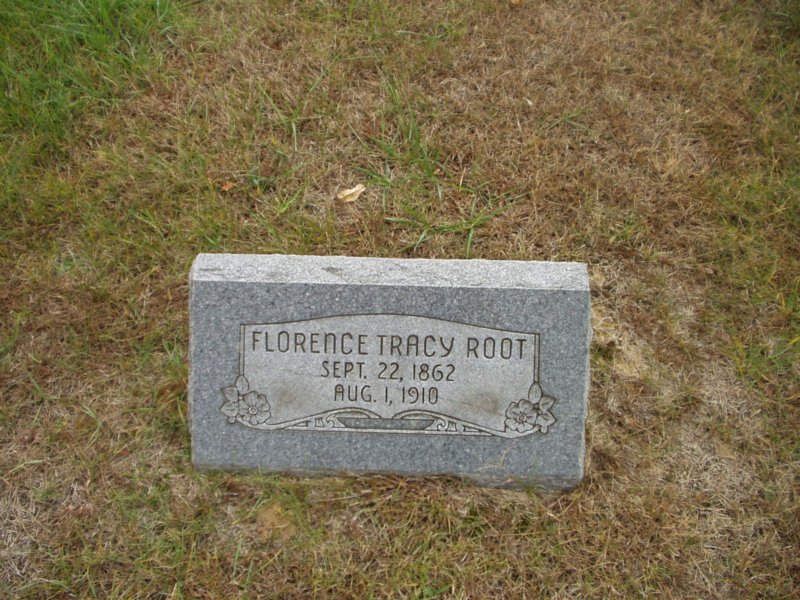 FLORENCE TRACY ROOT
SEPT. 22, 1862
AUG. 1, 1910